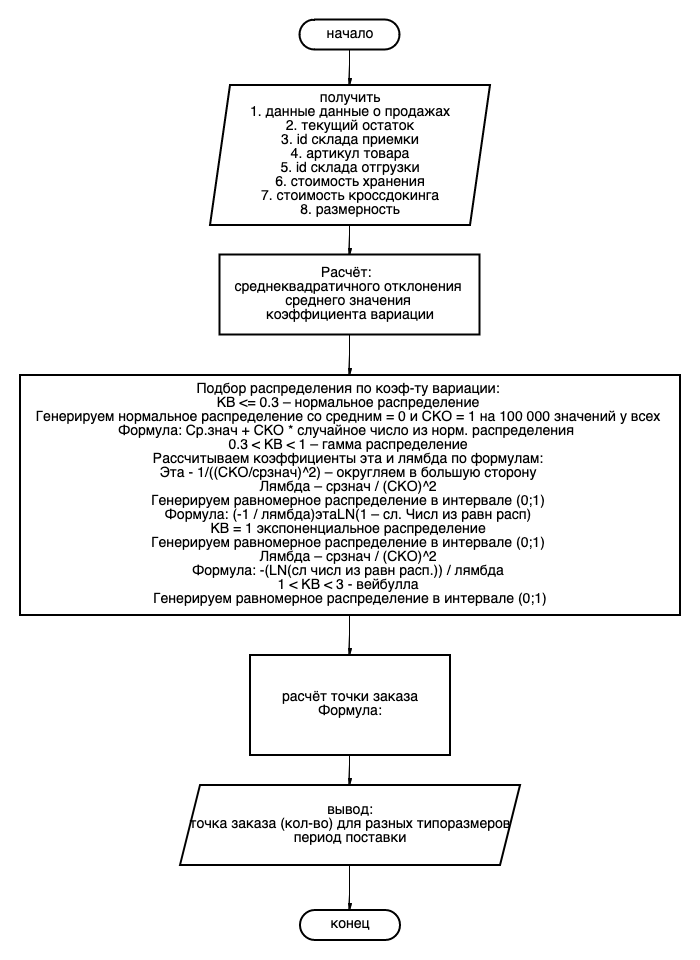 начало
получить
1. данные данные о продажах
2. текущий остаток
3. id склада приемки
4. артикул товара
5. id склада отгрузки
6. стоимость хранения
7. стоимость кроссдокинга
8. размерность
Расчёт:
среднеквадратичного отклонения
среднего значения
коэффициента вариации
Подбор распределения по коэф-ту вариации:
КВ <= 0.3 – нормальное распределение
Генерируем нормальное распределение со средним = 0 и СКО = 1 на 100 000 значений у всех
Формула: Ср.знач + СКО * случайное число из норм. распределения
0.3 < КВ < 1 – гамма распределение
Рассчитываем коэффициенты эта и лямбда по формулам:
Эта - 1/((СКО/срзнач)^2) – округляем в большую сторону
Лямбда – срзнач / (СКО)^2
Генерируем равномерное распределение в интервале (0;1)
Формула: (-1 / лямбда)этаLN(1 – сл. Числ из равн расп)
КВ = 1 экспоненциальное распределение
Генерируем равномерное распределение в интервале (0;1)
Лямбда – срзнач / (СКО)^2
Формула: -(LN(сл числ из равн расп.)) / лямбда
1 < КВ < 3 - вейбулла
Генерируем равномерное распределение в интервале (0;1)
расчёт точки заказа
Формула:
вывод:
точка заказа (кол-во) для разных типоразмеров
период поставки
конец